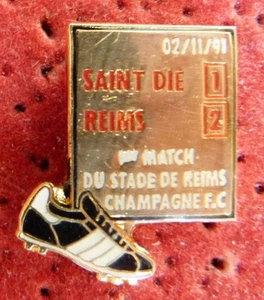 02/11/91
SAINT DIE 1
REIMS 2
MATCH
DU STADE DE REIMS
CHAMPAGNE F.C